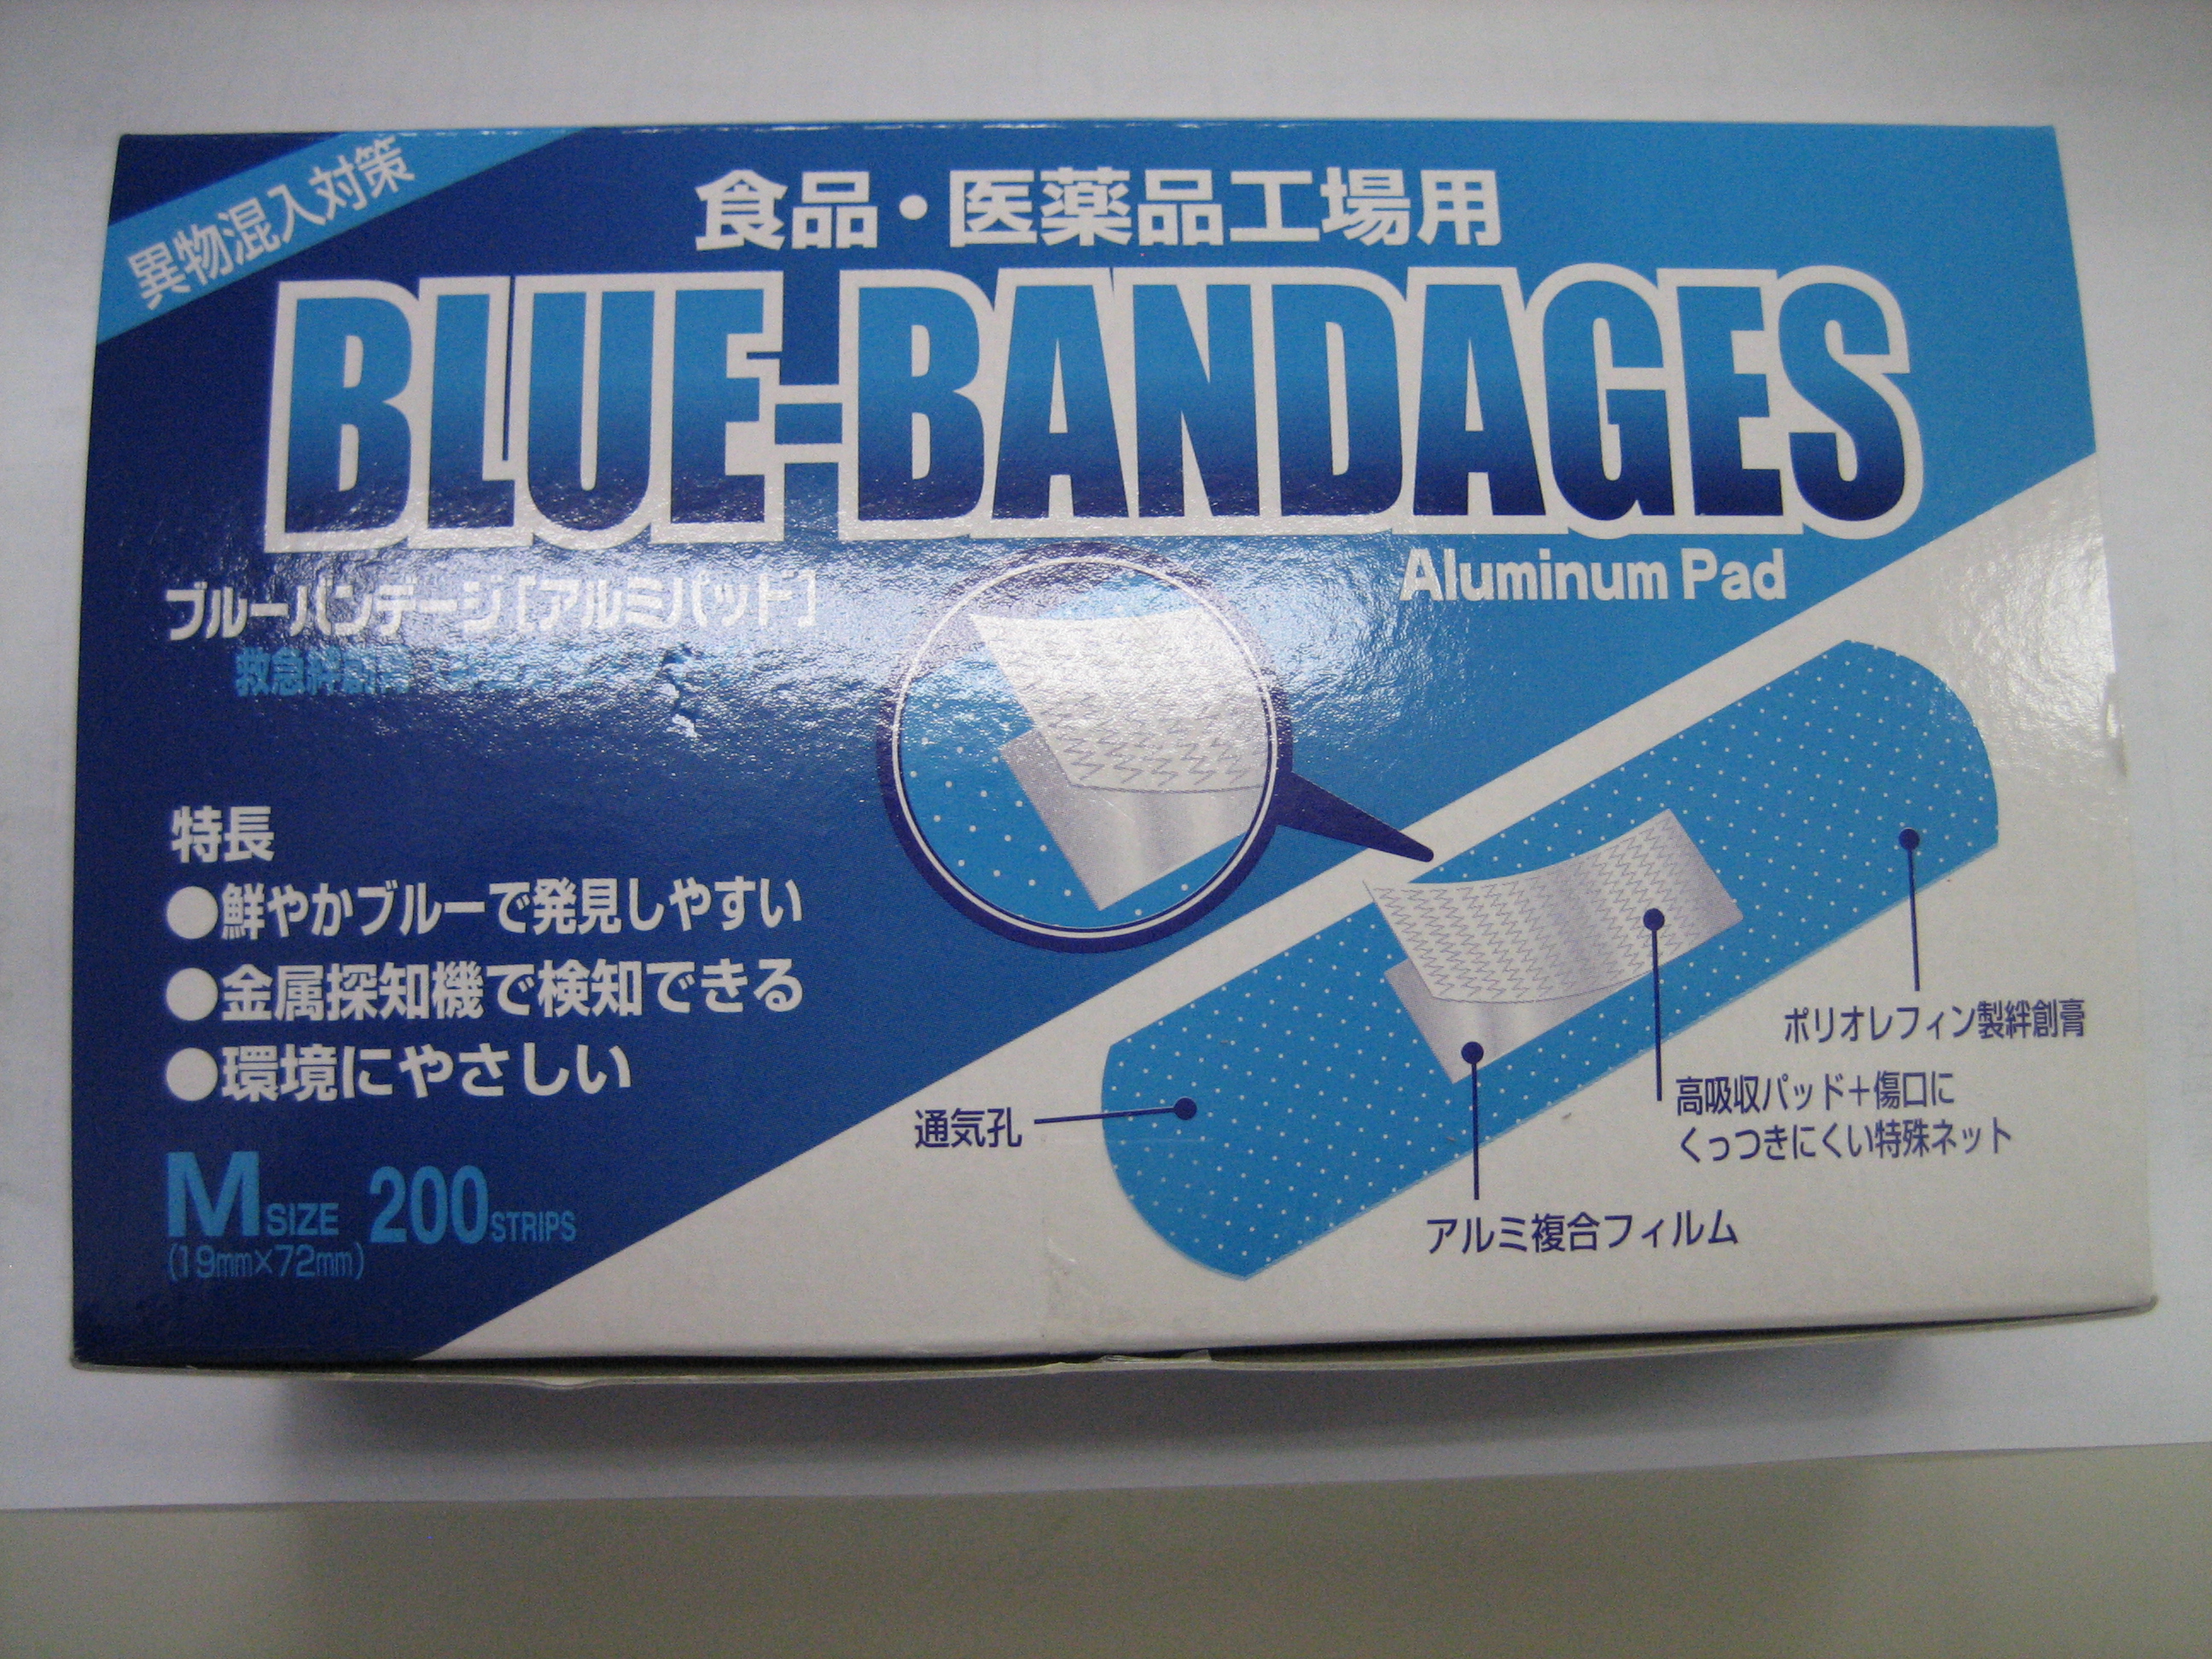 異物混入対策
食品・医薬品工場用
BLUE-BANDAGES
Aluminum Pad
ブルーバンデージ[アルミパッド]
救急絆創膏
特長
●鮮やかブルーで発見しやすい
●金属探知機で検知できる
●環境にやさしい
M SIZE 200 STRIPS
(19mm×72mm)
ポリオレフィン製絆創膏
高吸収パッド+傷口に
くっつきにくい特殊ネット
通気孔
アルミ複合フィルム